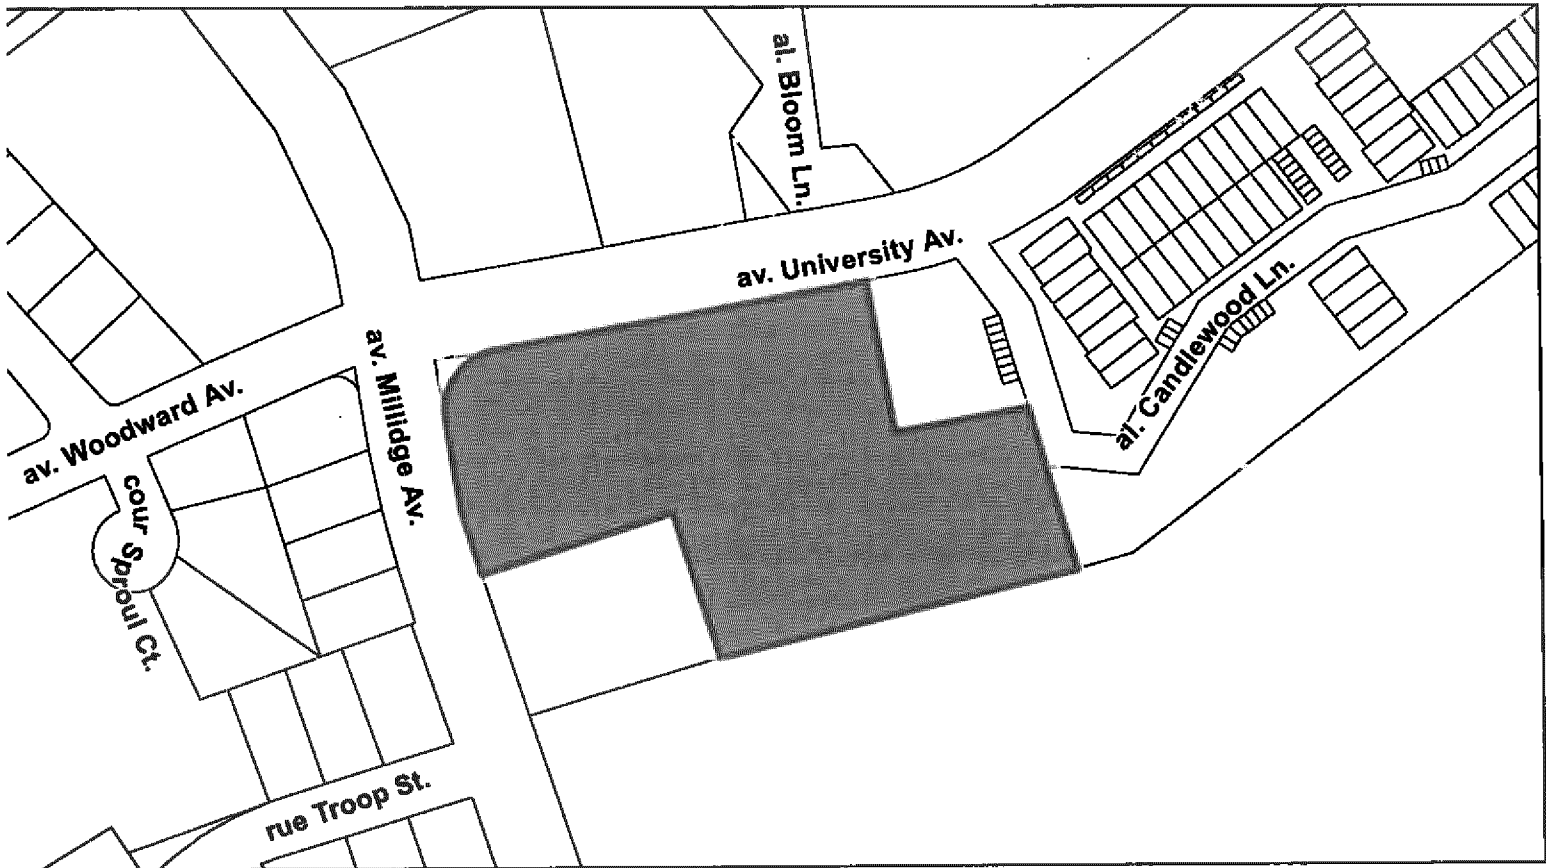 al. Bloom Ln.
av. University Av.
al. Candlewood Ln.
av. Millidge Av.
av. Woodward Av.
cour Sproul Ct.
rue Troop St.